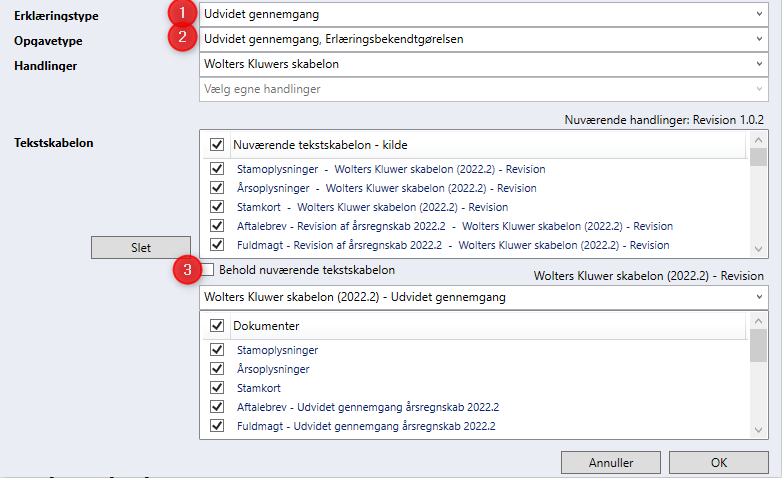 Erklæringstype 1 Udvidet gennemgang
Opgavetype 2 Udvidet gennemgang, Erlæringsbekendtgørelsen
Handlinger Wolters Kluwers skabelon
Vælg egne handlinger
Nuværende handlinger: Revision 1.0.2
Tekstskabelon Nuværende tekstskabelon - kilde
Stamoplysninger - Wolters Kluwer skabelon (2022.2) - Revision
Årsoplysninger - Wolters Kluwer skabelon (2022.2) - Revision
Stamkort - Wolters Kluwer skabelon (2022.2) - Revision
Aftalebrev - Revision af årsregnskab 2022.2 - Wolters Kluwer skabelon (2022.2) - Revision
Slet Fuldmagt - Revision af årsregnskab 2022.2 - Wolters Kluwer skabelon (2022.2) - Revision
3 Behold nuværende tekstskabelon Wolters Kluwer skabelon (2022.2) - Revision
Wolters Kluwer skabelon (2022.2) - Udvidet gennemgang
Dokumenter
Stamoplysninger
Årsoplysninger
Stamkort
Aftalebrev - Udvidet gennemgang årsregnskab 2022.2
Fuldmagt - Udvidet gennemgang årsregnskab 2022.2
Annuller OK